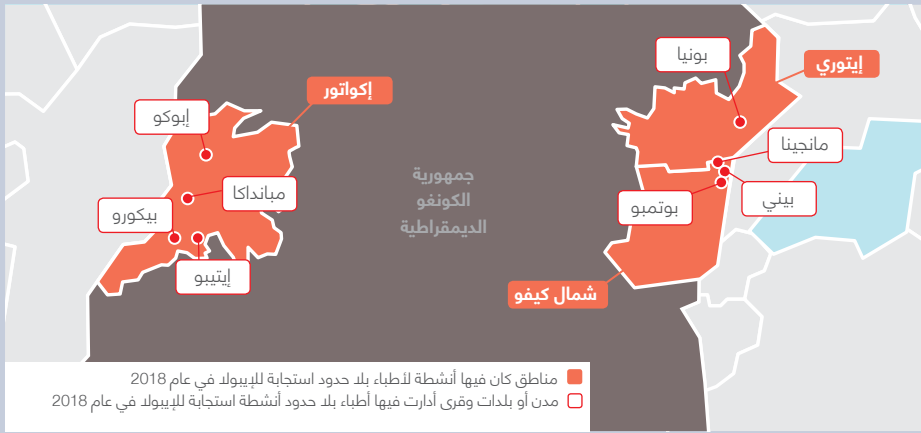 إيتوري
بونيا
مانجينا
بيني
بوتمبو
شمال كيفو
جمهورية
الكونغو
الديمقراطية
إكواتور
إبوكو
مبانداكا
بيكورو
إيتيبو
مناطق كان فيها أنشطة لأطباء بلا حدود استجابة للإيبولا في عام 2018
مدن أو بلدات وقرى أدارت فيها أطباء بلا حدود أنشطة استجابة للإيبولا في عام 2018